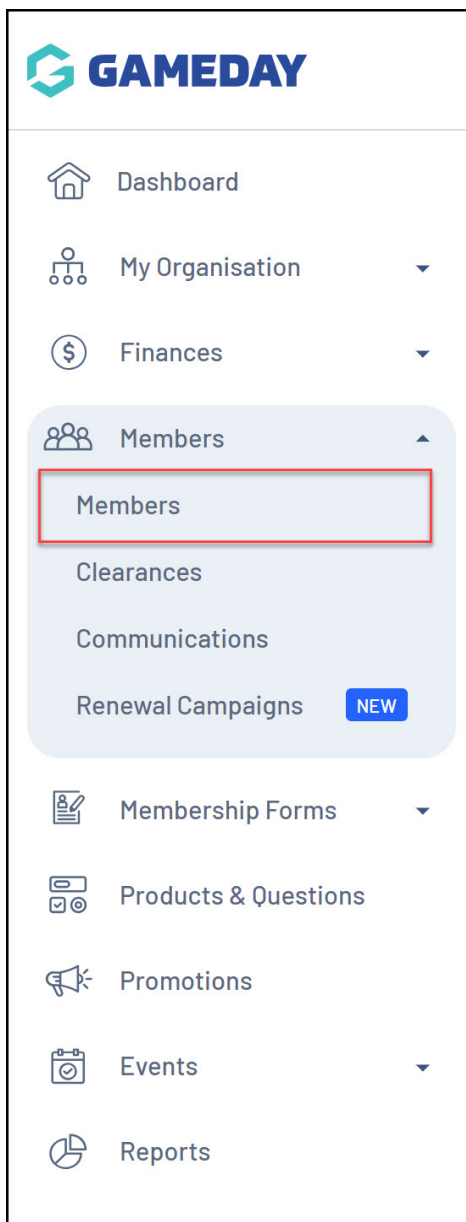 GAMEDAY
Dashboard
My Organisation
Finances
Members
Members
Clearances
Communications
Renewal Campaigns NEW
Membership Forms
Products & Questions
Promotions
Events
Reports